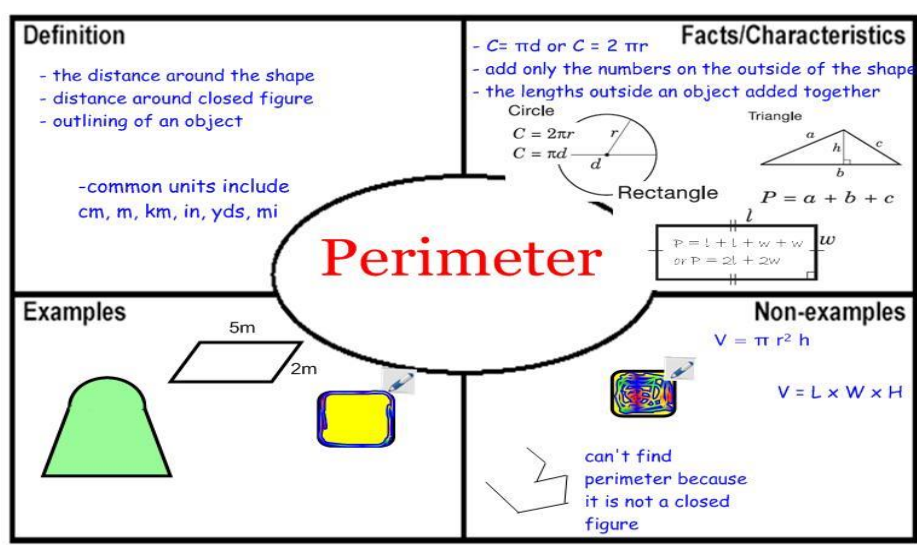 Definition
- the distance around the shape
- distance around closed figure
- outlining of an object
-common units include
cm, m, km, in, yds, mi
Facts/Characteristics
- C= πd or C = 2 πr
- add only the numbers on the outside of the shape
- the lengths outside an object added together
Circle
C = 2πr
C = πd
r
d
Triangle
a
h
c
b
P = a + b + c
Rectangle
l
P = l + l + w + w
or P = 2l + 2w
w
Perimeter
Examples
5m
2m
Non-examples
V = π r² h
V = L x W x H
can't find
perimeter because
it is not a closed
figure